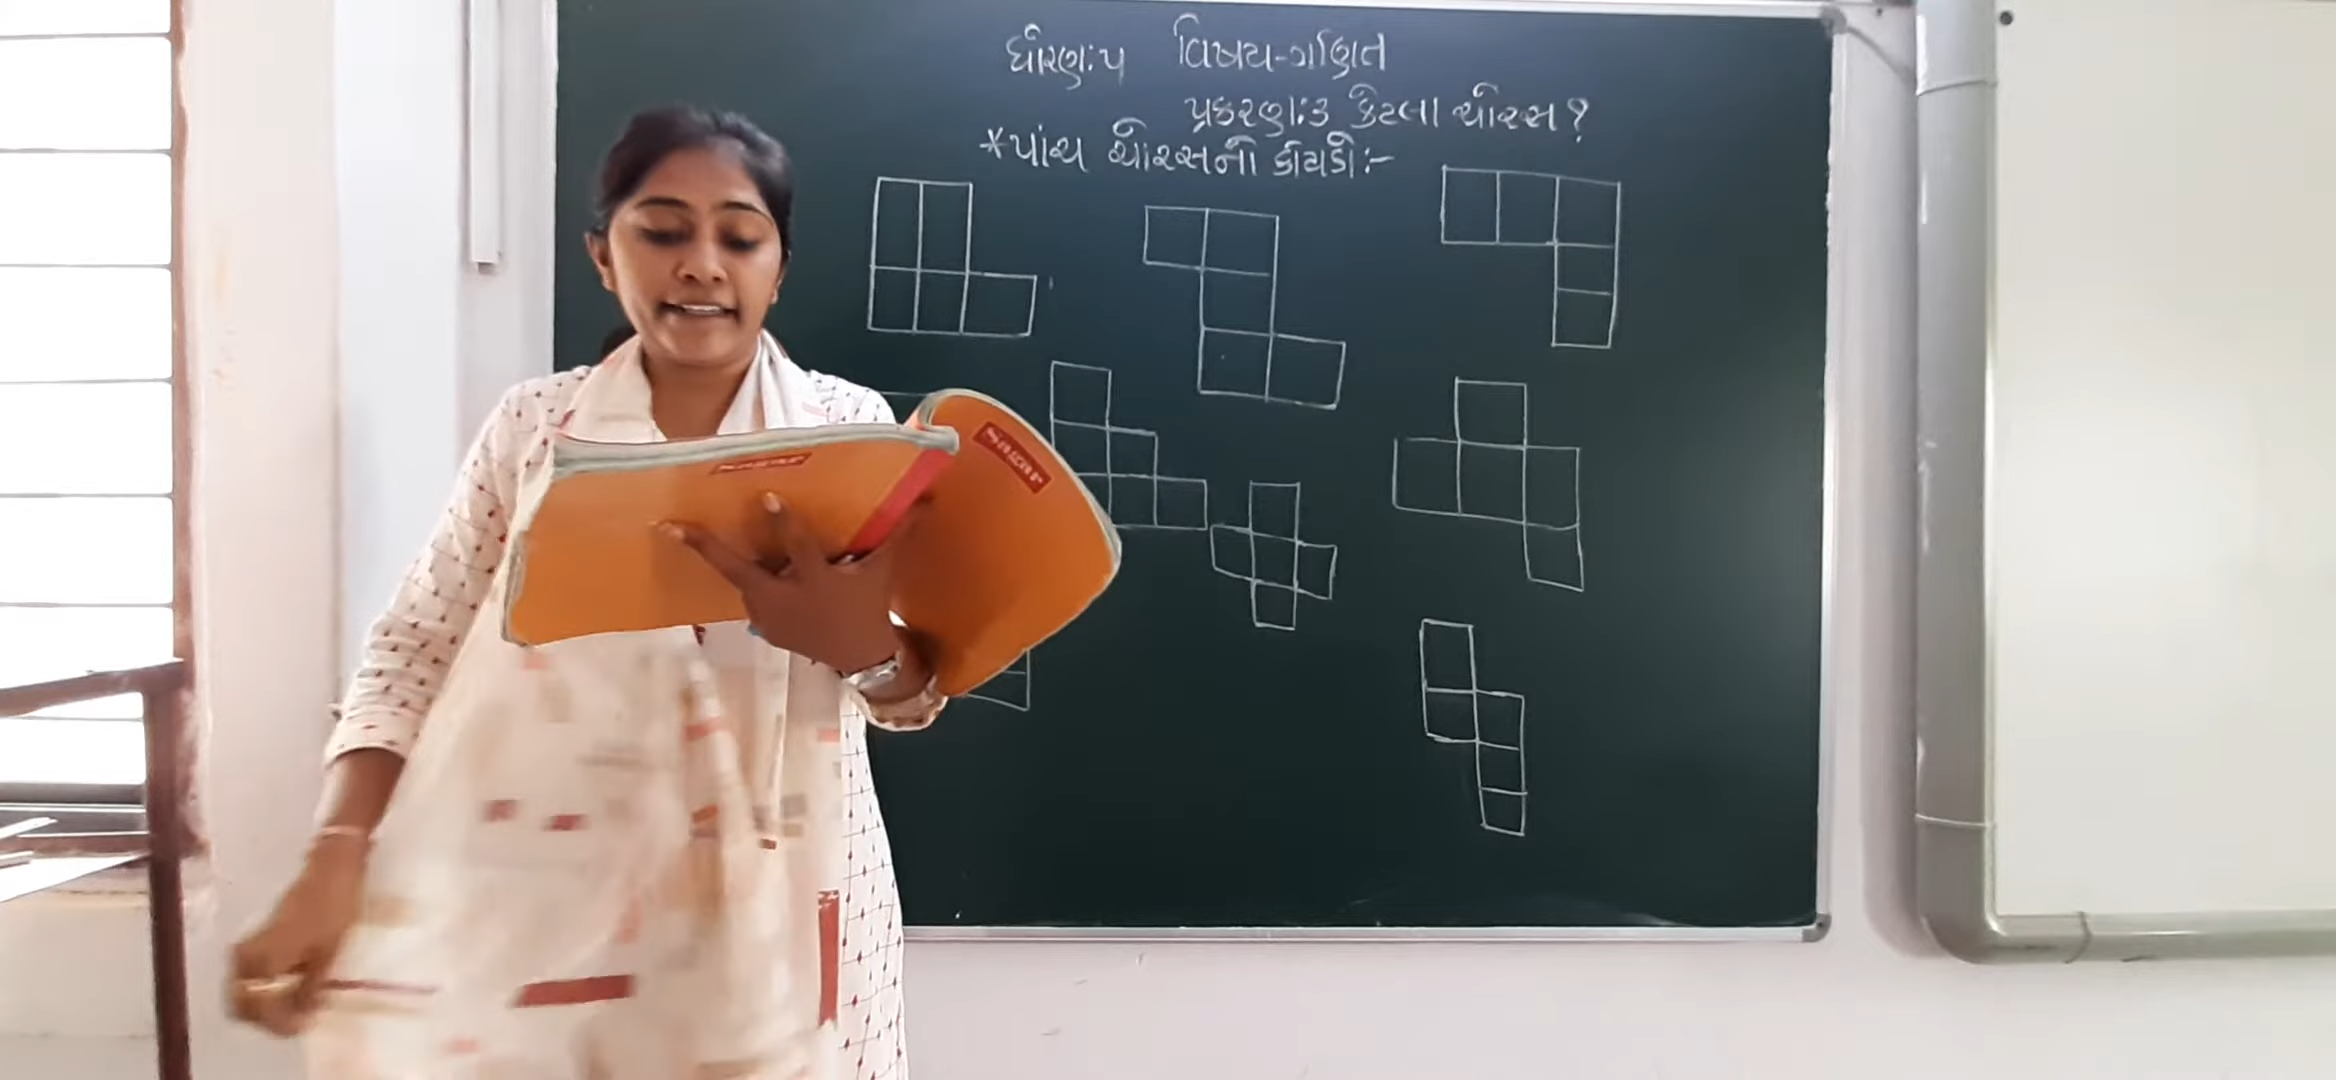 ધોરણ:૫ વિષય-ગણિત
પ્રકરણ:૩ કેટલા ચોરસ?
*પાંચ ચોરસનો કોયડો:-